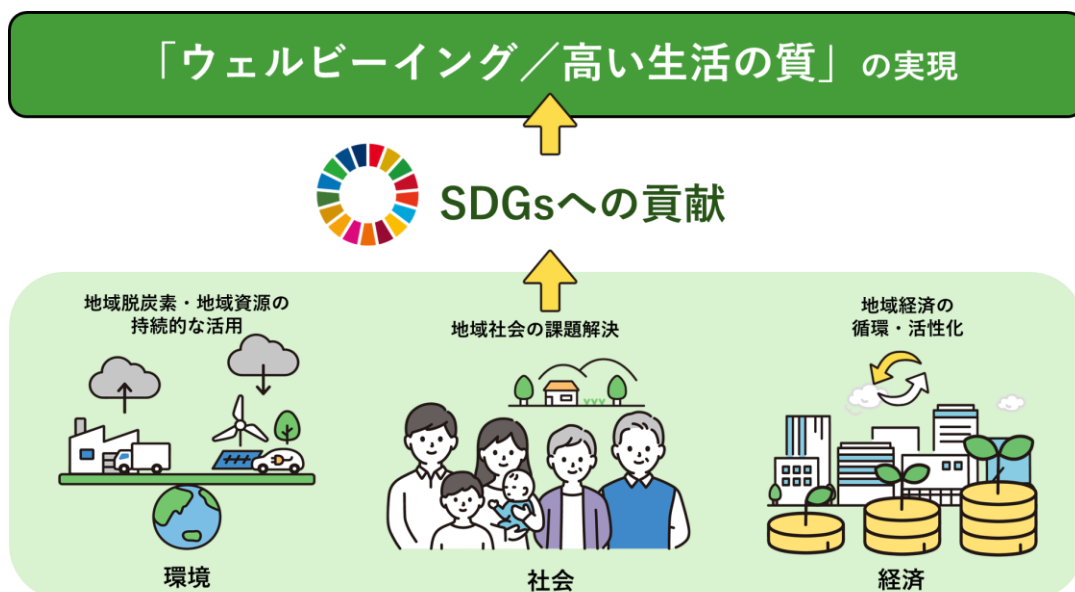 「ウェルビーイング／高い生活の質」の実現
SDGsへの貢献
地域脱炭素・地域資源の
持続的な活用
地域社会の課題解決
地域経済の
循環・活性化
環境
社会
経済